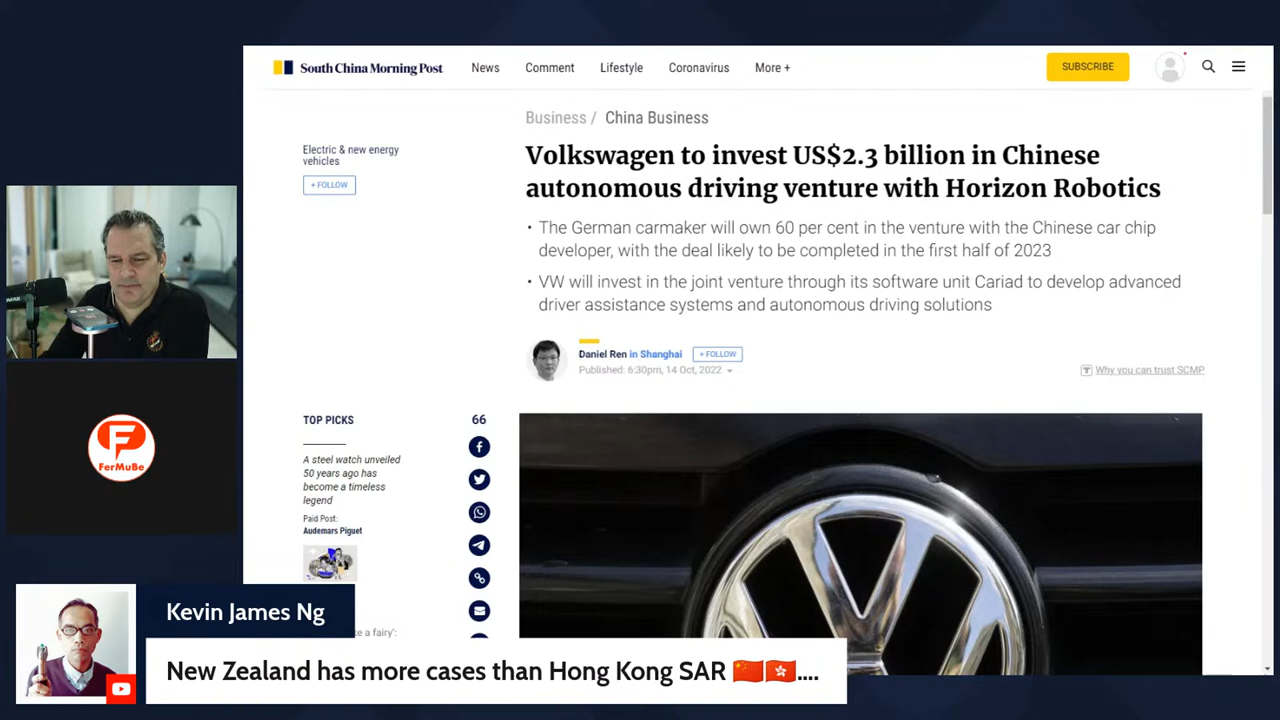 South China Morning Post
News
Comment
Lifestyle
Coronavirus
More +
SUBSCRIBE
Business / China Business
Electric & new energy
vehicles
+ FOLLOW
Volkswagen to invest US$2.3 billion in Chinese
autonomous driving venture with Horizon Robotics
• The German carmaker will own 60 per cent in the venture with the Chinese car chip
developer, with the deal likely to be completed in the first half of 2023
• VW will invest in the joint venture through its software unit Cariad to develop advanced
driver assistance systems and autonomous driving solutions
Daniel Ren in Shanghai
+ FOLLOW
Published: 6:30pm, 14 Oct, 2022
Why you can trust SCMP
TOP PICKS
66
A steel watch unveiled
50 years ago has
become a timeless
legend
Paid Post:
Audemars Piguet
e a fairy':
F
FerMuBe
Kevin James Ng
New Zealand has more cases than Hong Kong SAR 🇨🇳🇭🇰....